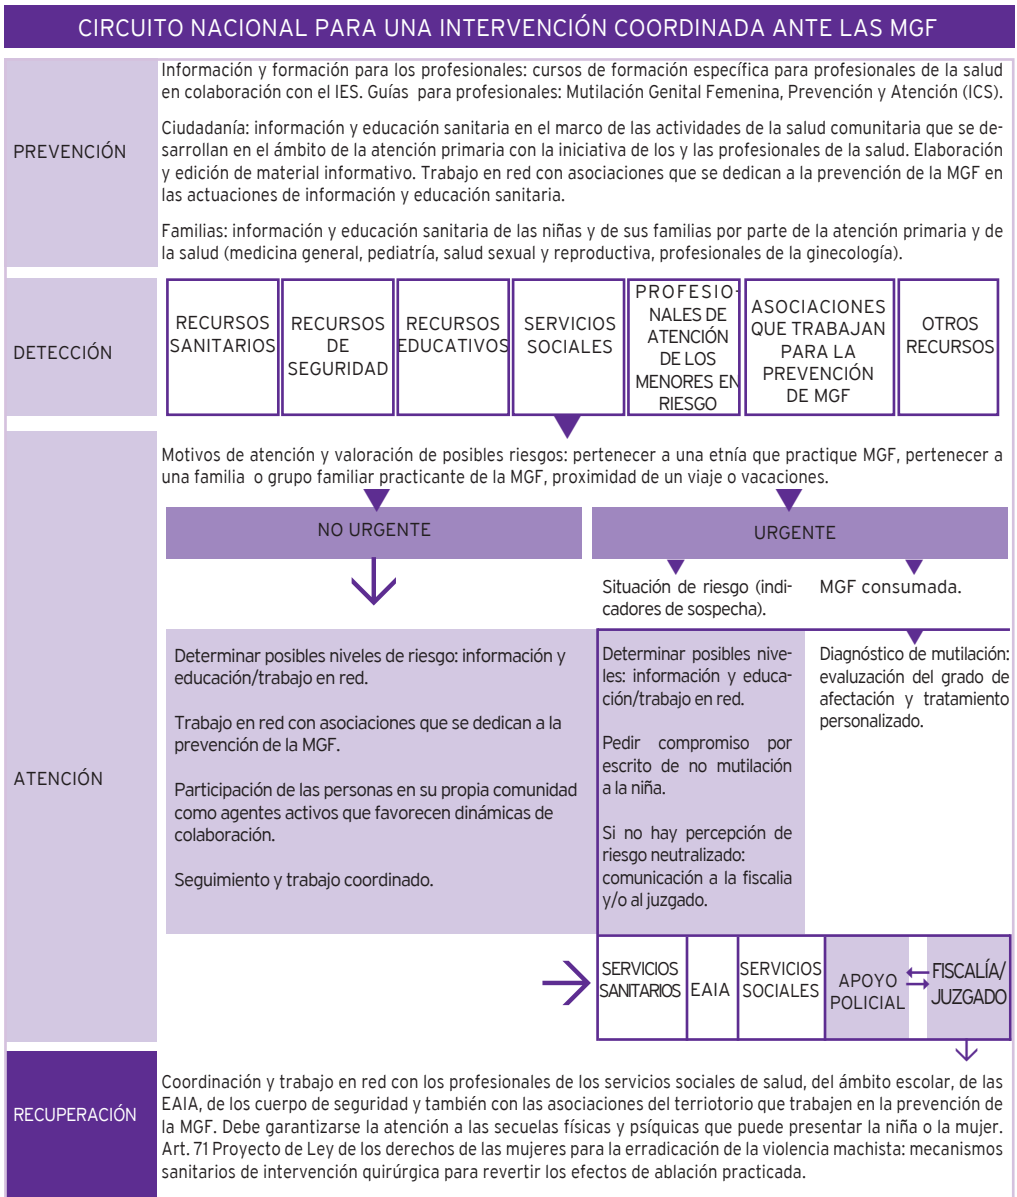 CIRCUITO NACIONAL PARA UNA INTERVENCIÓN COORDINADA ANTE LAS MGF
PREVENCIÓN
Información y formación para los profesionales: cursos de formación específica para profesionales de la salud
en colaboración con el IES. Guías para profesionales: Mutilación Genital Femenina, Prevención y Atención (ICS).
Ciudadanía: información y educación sanitaria en el marco de las actividades de la salud comunitaria que se de-
sarrollan en el ámbito de la atención primaria con la iniciativa de los y las profesionales de la salud. Elaboración
y edición de material informativo. Trabajo en red con asociaciones que se dedican a la prevención de la MGF en
las actuaciones de información y educación sanitaria.
Familias: información y educación sanitaria de las niñas y de sus familias por parte de la atención primaria y de
la salud (medicina general, pediatría, salud sexual y reproductiva, profesionales de la ginecología).
DETECCIÓN
RECURSOS
SANITARIOS
RECURSOS
DE
SEGURIDAD
RECURSOS
EDUCATIVOS
SERVICIOS
SOCIALES
PROFESIO-
NALES DE
ATENCIÓN
DE LOS
MENORES EN
RIESGO
ASOCIACIONES
QUE TRABAJAN
PARA LA
PREVENCIÓN
DE MGF
OTROS
RECURSOS
ATENCIÓN
Motivos de atención y valoración de posibles riesgos: pertenecer a una etnía que practique MGF, pertenecer a
una familia o grupo familiar practicante de la MGF, proximidad de un viaje o vacaciones.
NO URGENTE
URGENTE
Situación de riesgo (indi-
cadores de sospecha).
MGF consumada.
Determinar posibles niveles de riesgo: información y
educación/trabajo en red.
Trabajo en red con asociaciones que se dedican a la
prevención de la MGF.
Participación de las personas en su propia comunidad
como agentes activos que favorecen dinámicas de
colaboración.
Seguimiento y trabajo coordinado.
Determinar posibles nive-
les: información y educa-
ción/trabajo en red.
Pedir compromiso por
escrito de no mutilación
a la niña.
Si no hay percepción de
riesgo neutralizado:
comunicación a la fiscalia
y/o al juzgado.
Diagnóstico de mutilación:
evaluzación del grado de
afectación y tratamiento
personalizado.
SERVICIOS
SANITARIOS
EAIA
SERVICIOS
SOCIALES
APOYO
POLICIAL
FISCALÍA/
JUZGADO
RECUPERACIÓN
Coordinación y trabajo en red con los profesionales de los servicios sociales de salud, del ámbito escolar, de las
EAIA, de los cuerpo de seguridad y también con las asociaciones del terriotorio que trabajen en la prevención de
la MGF. Debe garantizarse la atención a las secuelas físicas y psíquicas que puede presentar la niña o la mujer.
Art. 71 Proyecto de Ley de los derechos de las mujeres para la erradicación de la violencia machista: mecanismos
sanitarios de intervención quirúrgica para revertir los efectos de ablación practicada.